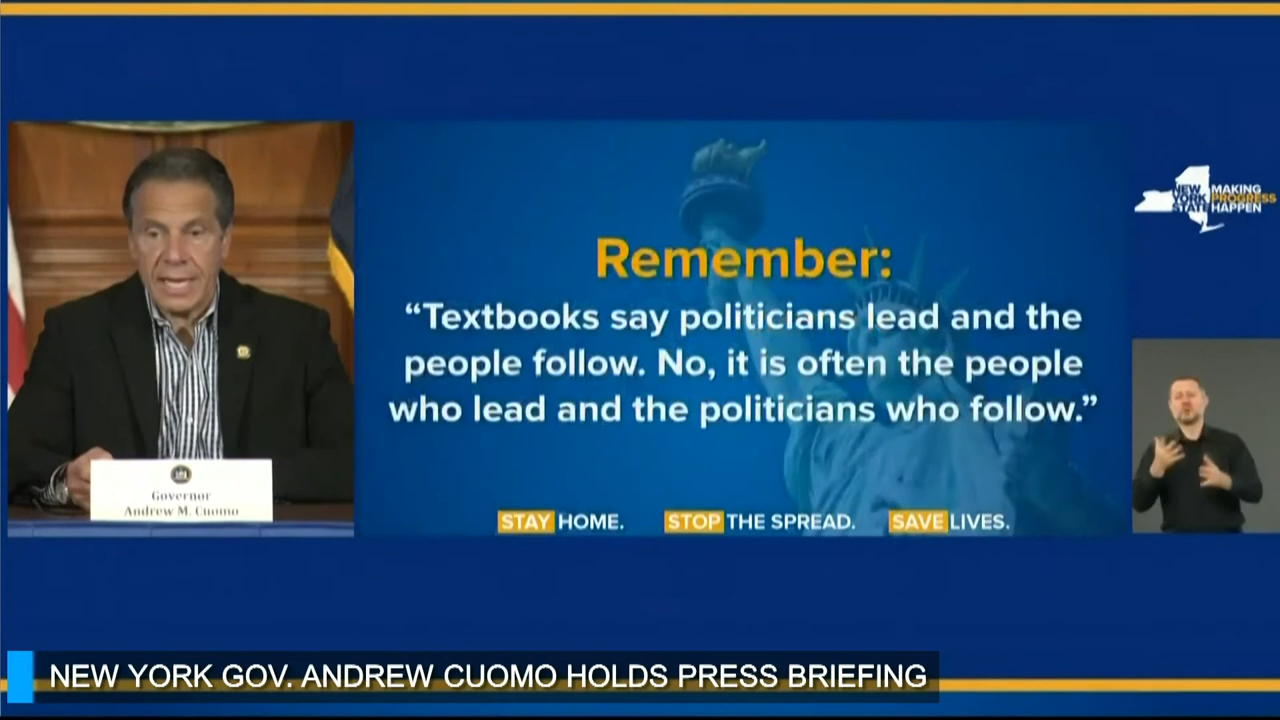 Remember:
“Textbooks say politicians lead and the
people follow. No, it is often the people
who lead and the politicians who follow.”
STAY HOME. STOP THE SPREAD. SAVE LIVES.
NEW
YORK
STATE
MAKING
PROGRESS
HAPPEN
Governor
Andrew M. Cuomo
NEW YORK GOV. ANDREW CUOMO HOLDS PRESS BRIEFING